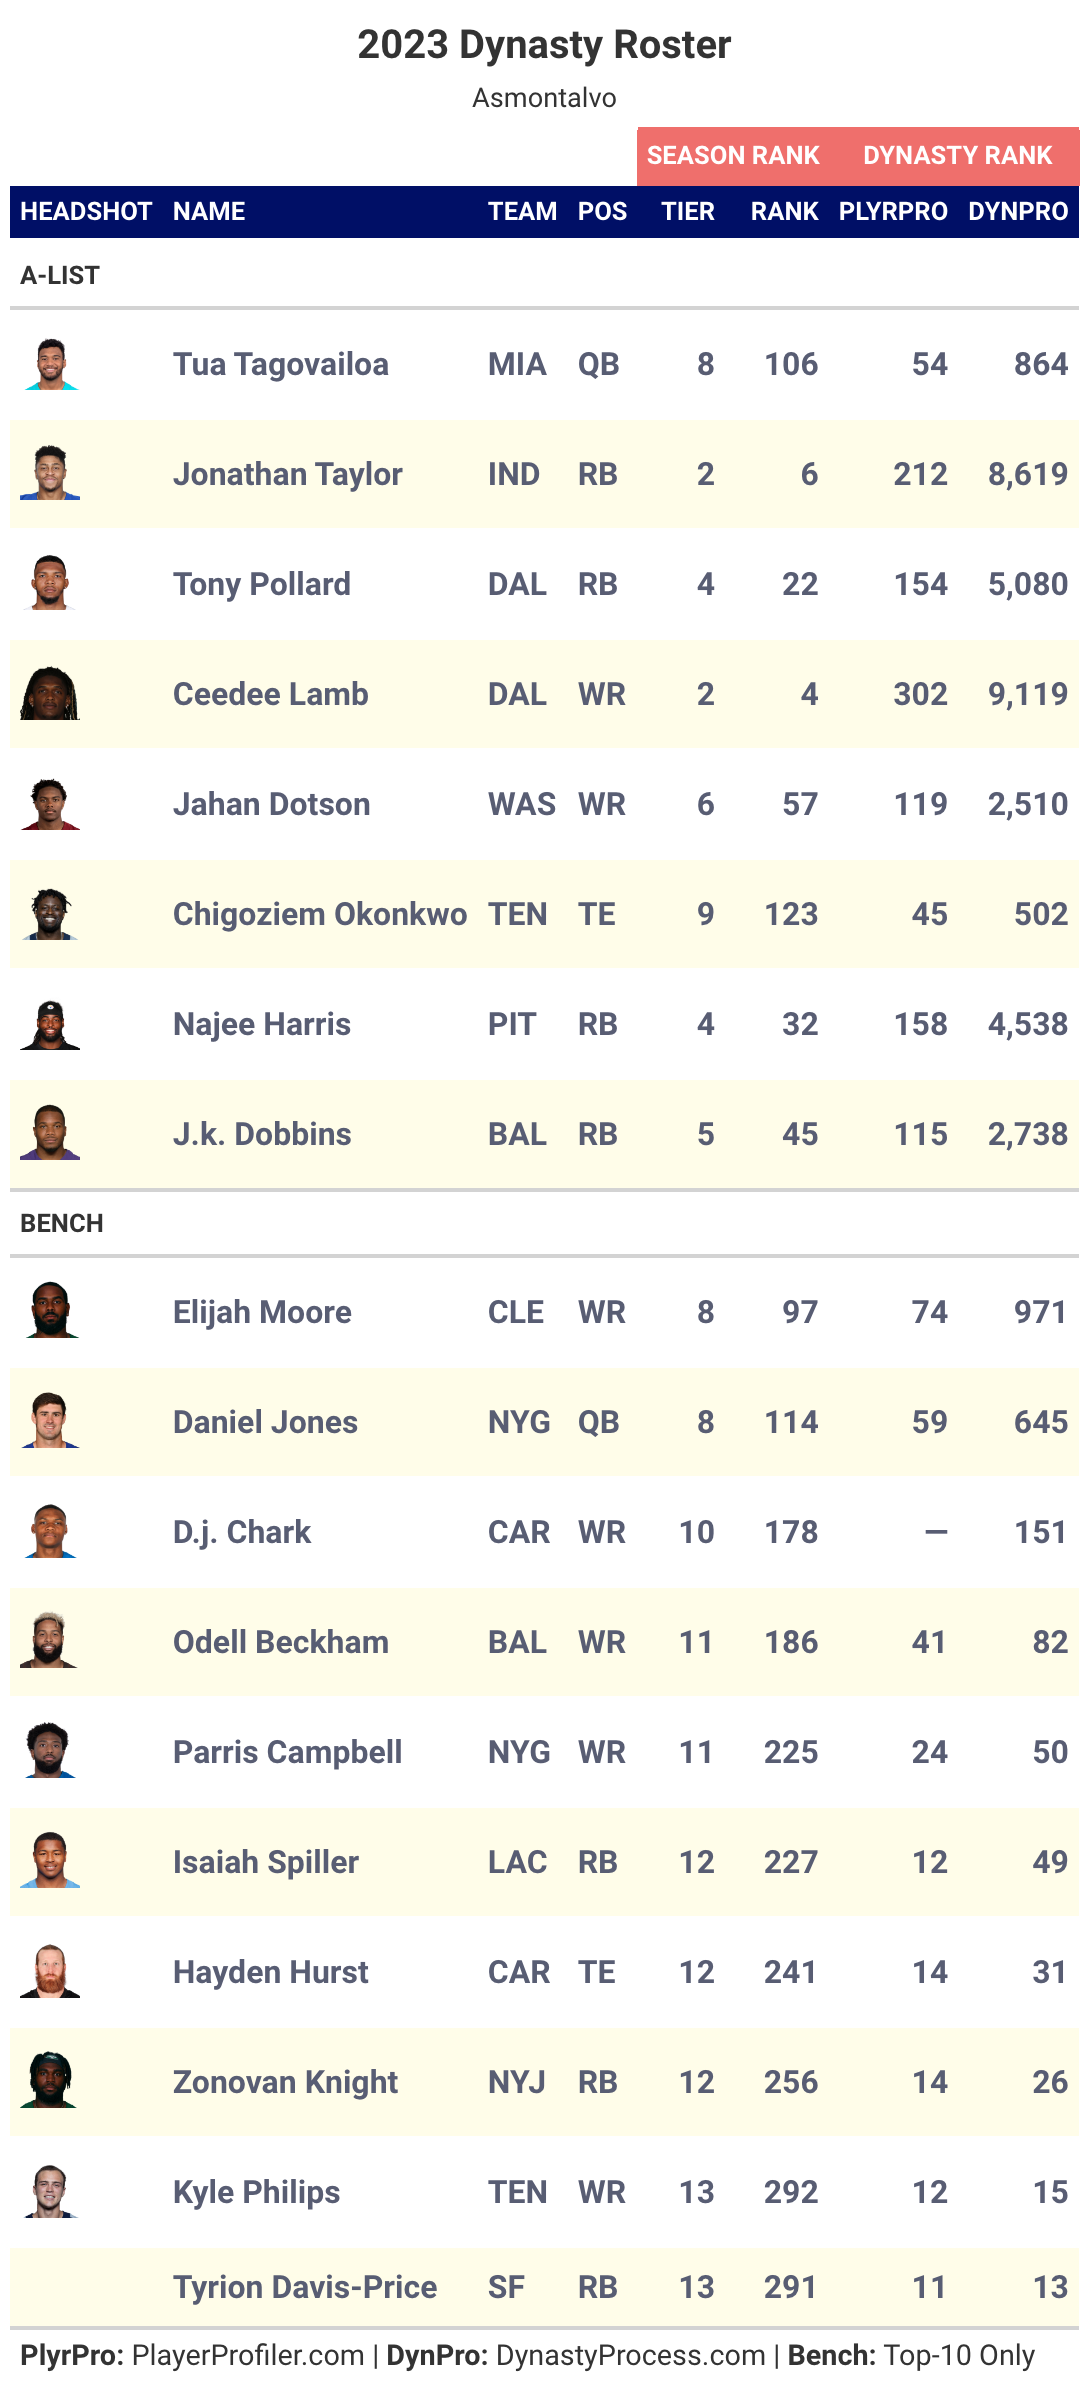 2023 Dynasty Roster
Asmontalvo
SEASON RANK DYNASTY RANK
HEADSHOT NAME TEAM POS TIER RANK PLYRPRO DYNPRO
A-LIST
Tua Tagovailoa MIA QB 8 106 54 864
Jonathan Taylor IND RB 2 6 212 8,619
Tony Pollard DAL RB 4 22 154 5,080
Ceedee Lamb DAL WR 2 4 302 9,119
Jahan Dotson WAS WR 6 57 119 2,510
Chigoziem Okonkwo TEN TE 9 123 45 502
Najee Harris PIT RB 4 32 158 4,538
J.k. Dobbins BAL RB 5 45 115 2,738
BENCH
Elijah Moore CLE WR 8 97 74 971
Daniel Jones NYG QB 8 114 59 645
D.j. Chark CAR WR 10 178 — 151
Odell Beckham BAL WR 11 186 41 82
Parris Campbell NYG WR 11 225 24 50
Isaiah Spiller LAC RB 12 227 12 49
Hayden Hurst CAR TE 12 241 14 31
Zonovan Knight NYJ RB 12 256 14 26
Kyle Philips TEN WR 13 292 12 15
Tyrion Davis-Price SF RB 13 291 11 13
PlyrPro: PlayerProfiler.com | DynPro: DynastyProcess.com | Bench: Top-10 Only